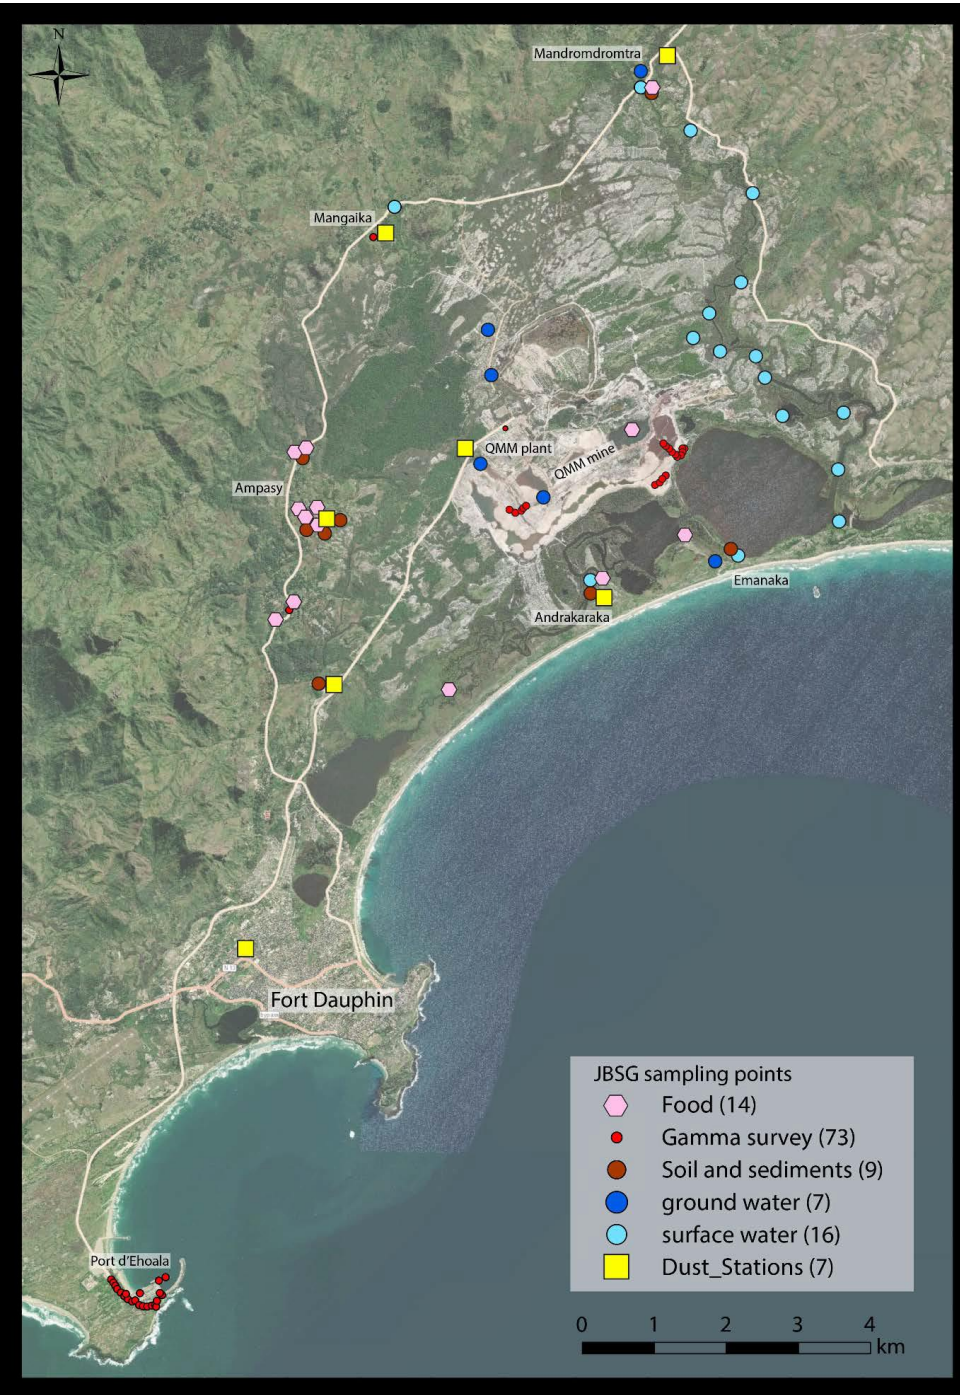 N
Mandromdromtra
Mangaika
QMM plant
QMM mine
Ampasy
Emanaka
Andrakaraka
Fort Dauphin
Port d'Ehoala
JBSG sampling points
Food (14)
Gamma survey (73)
Soil and sediments (9)
ground water (7)
surface water (16)
Dust_Stations (7)
0 1 2 3 4
km